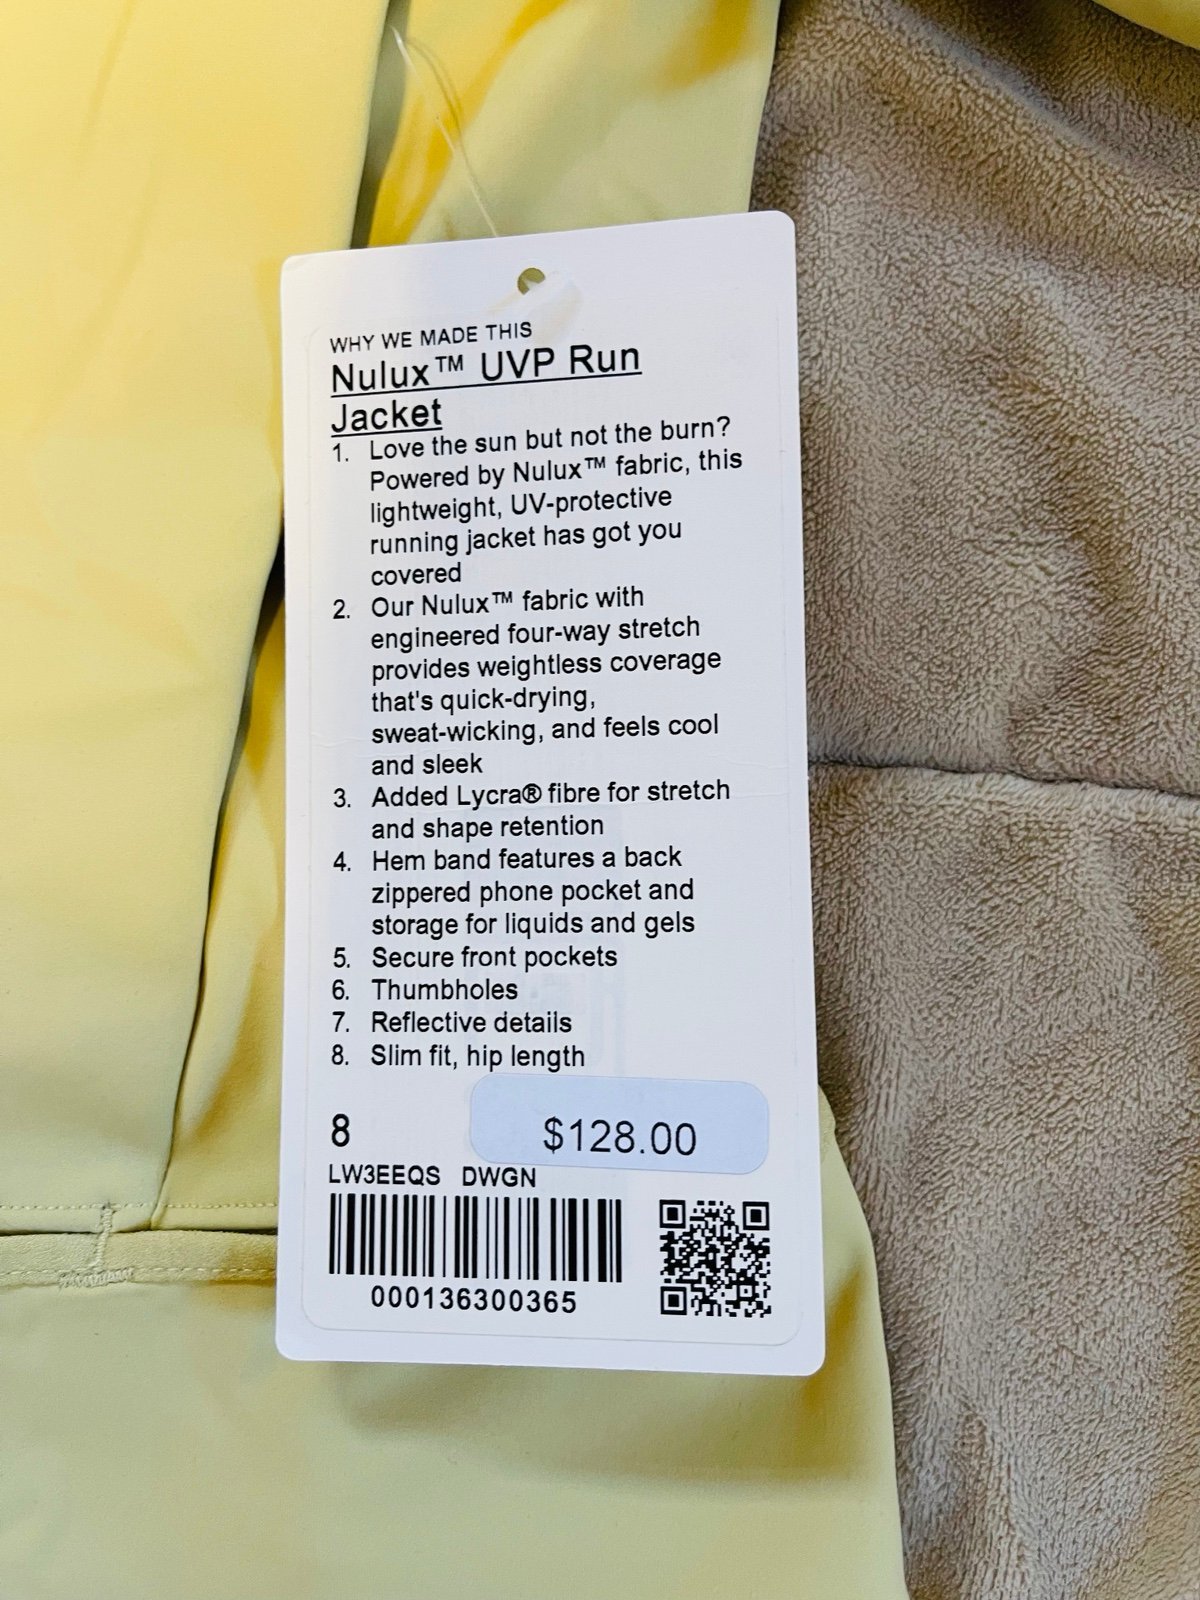 WHY WE MADE THIS
Nulux™ UVP Run
Jacket
1. Love the sun but not the burn?
Powered by Nulux™ fabric, this
lightweight, UV-protective
running jacket has got you
covered
2. Our Nulux™ fabric with
engineered four-way stretch
provides weightless coverage
that's quick-drying,
sweat-wicking, and feels cool
and sleek
3. Added Lycra® fibre for stretch
and shape retention
4. Hem band features a back
zippered phone pocket and
storage for liquids and gels
5. Secure front pockets
6. Thumbholes
7. Reflective details
8. Slim fit, hip length
8 $128.00
LW3EEQS DWGN
000136300365